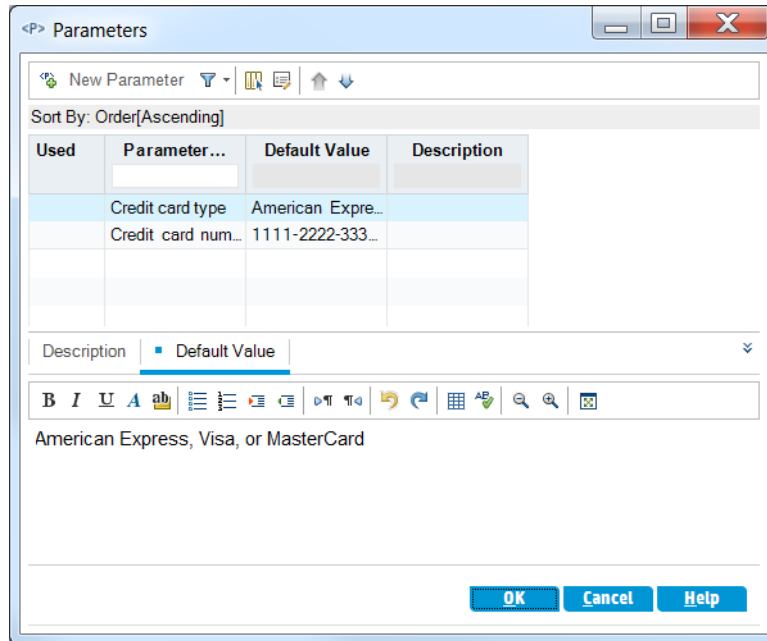 <P> Parameters
New Parameter
Sort By: Order[Ascending]
Used Parameter... Default Value Description
Credit card type American Expre...
Credit card num... 1111-2222-333...
Description Default Value
B I U A ab
American Express, Visa, or MasterCard
OK Cancel Help